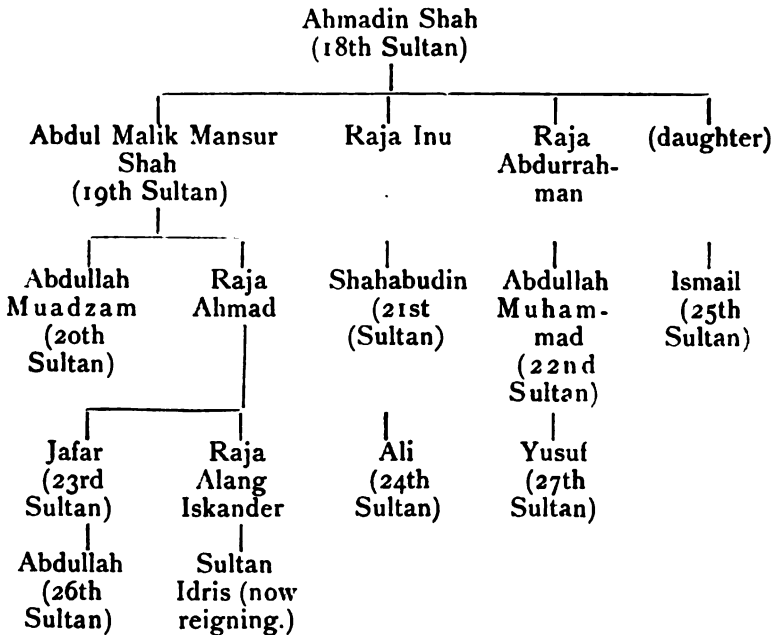 Ahmadin Shah
(18th Sultan)
Abdul Malik Mansur
Shah
(19th Sultan)
Raja Inu
Raja
Abdurrah-
man
(daughter)
Abdullah
Muadzam
(20th
Sultan)
Raja
Ahmad
Shahabudin
(21st
(Sultan)
Abdullah
Muham-
mad
(22nd
Sultan)
Ismail
(25th
Sultan)
Jafar
(23rd
Sultan)
Raja
Alang
Iskander
Ali
(24th
Sultan)
Yusuf
(27th
Sultan)
Abdullah
(26th
Sultan)
Sultan
Idris (now
reigning.)